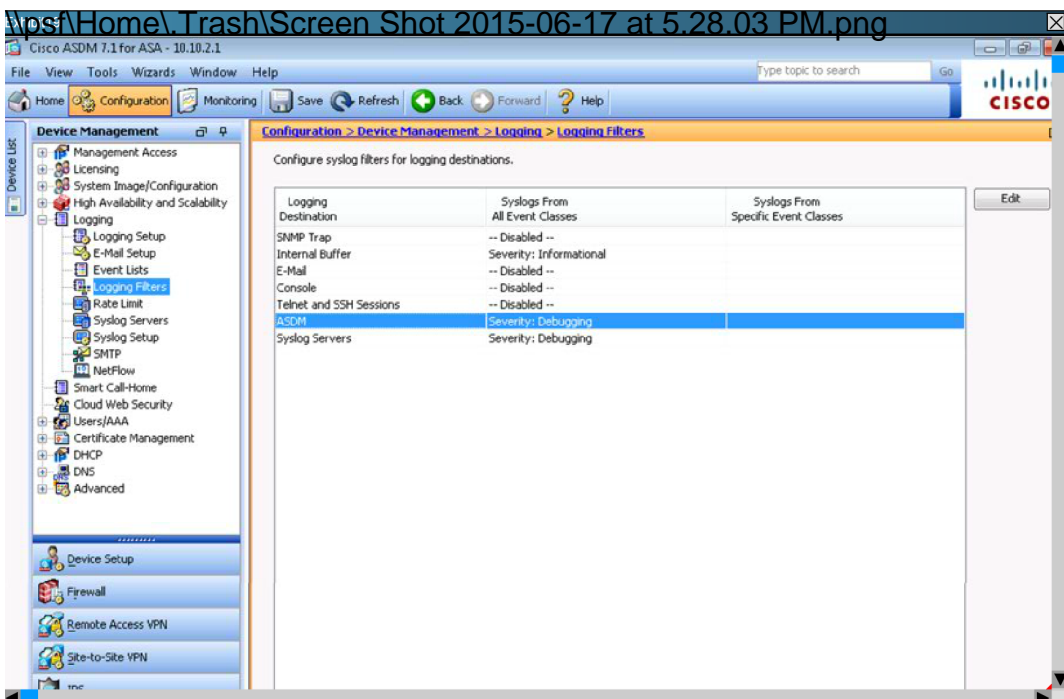 \\psf\Home\.Trash\Screen Shot 2015-06-17 at 5.28.03 PM.png
Cisco ASDM 7.1 for ASA - 10.10.2.1
File View Tools Wizards Window Help
Type topic to search Go
Home Configuration Monitoring Save Refresh Back Forward Help
CISCO
Device List
Device Management
Management Access
Licensing
System Image/Configuration
High Availability and Scalability
Logging
Logging Setup
E-Mail Setup
Event Lists
Logging Filters
Rate Limit
Syslog Servers
Syslog Setup
SMTP
NetFlow
Smart Call-Home
Cloud Web Security
Users/AAA
Certificate Management
DHCP
DNS
Advanced
Device Setup
Firewall
Remote Access VPN
Site-to-Site VPN
Configuration > Device Management > Logging > Logging Filters
Configure syslog filters for logging destinations.
Logging Destination Syslogs From All Event Classes Syslogs From Specific Event Classes
SNMP Trap -- Disabled --
Internal Buffer Severity: Informational
E-Mail -- Disabled --
Console -- Disabled --
Telnet and SSH Sessions -- Disabled --
ASDM Severity: Debugging
Syslog Servers Severity: Debugging
Edit